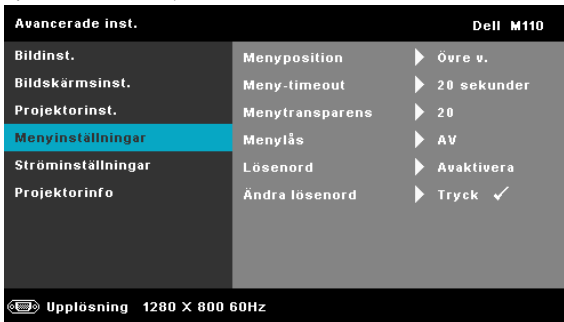 Avancerade inst. Dell M110
Bildinst.
Bildskärmsinst.
Projektorinst.
Menyinställningar
Ströminställningar
Projektorinfo
Menyposition Övre v.
Meny-timeout 20 sekunder
Menytransparens 20
Menylås AV
Lösenord Avaktivera
Ändra lösenord Tryck ✓
Upplösning 1280 X 800 60Hz